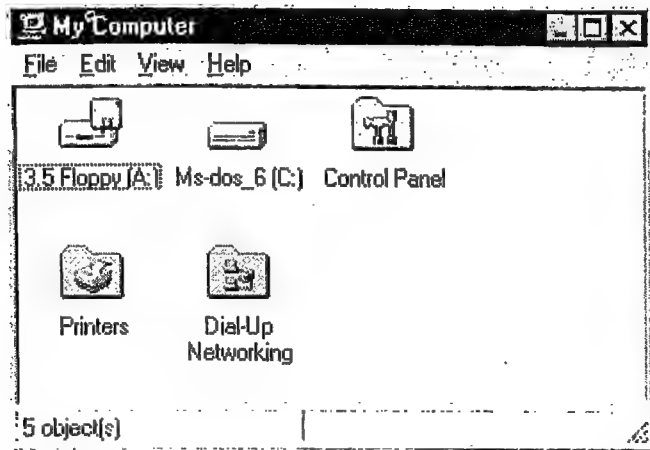 My Computer
File Edit View Help
3.5 Floppy (A:) Ms-dos_6 (C:) Control Panel
Printers Dial-Up
Networking
5 object(s)